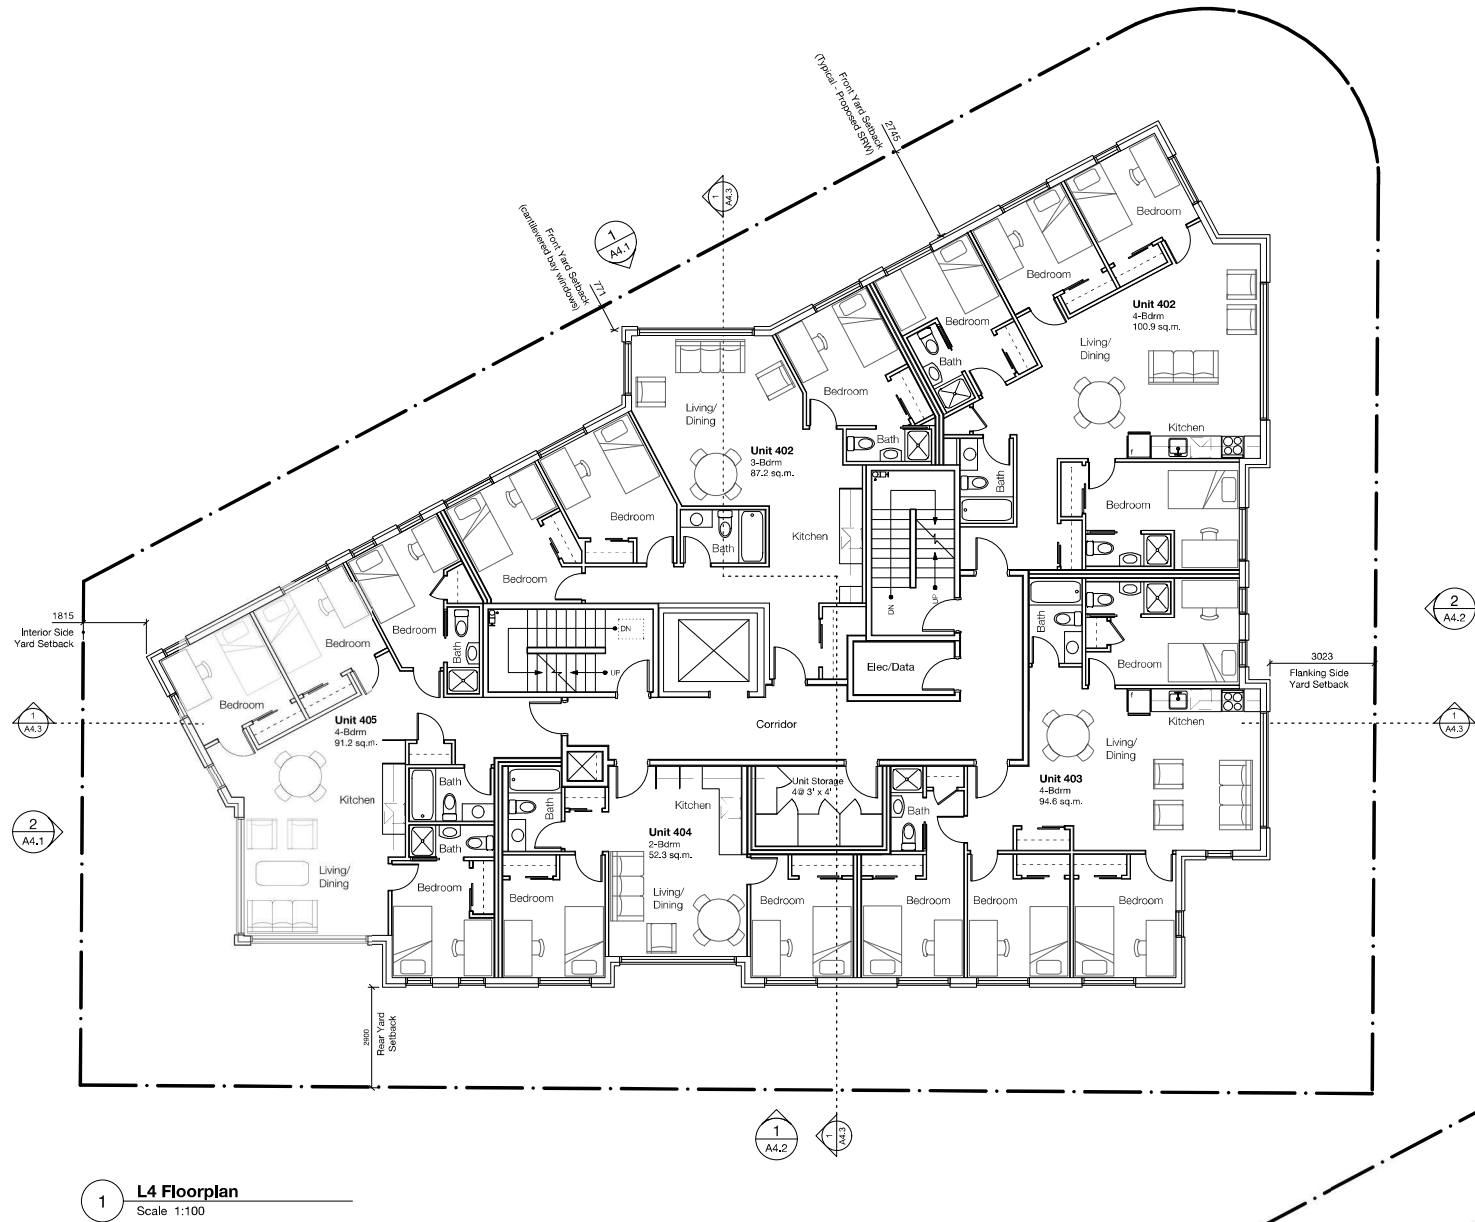 Front Yard Setback
(Typical - Proposed SRW)
2745
1
A4.3
Front Yard Setback
(cantilevered bay windows)
771
1
A4.1
Bedroom
Bedroom
Bedroom
Bedroom
Unit 402
4-Bdrm
100.9 sq.m.
Living/
Dining
Bath
Kitchen
Bath
Bedroom
Living/
Dining
Unit 402
3-Bdrm
87.2 sq.m.
Bath
Bedroom
Bedroom
Bath
Kitchen
DN
UP
1815
Interior Side
Yard Setback
Bedroom
Bedroom
Bedroom
Bath
DN
UP
Elec/Data
Bath
Bedroom
2
A4.2
3023
Flanking Side
Yard Setback
1
A4.3
Unit 405
4-Bdrm
91.2 sq.m.
Corridor
Kitchen
Living/
Dining
1
A4.3
Bath
Kitchen
Bath
Kitchen
Unit Storage
4@ 3' x 4'
Bath
Unit 403
4-Bdrm
94.6 sq.m.
2
A4.1
Bath
Unit 404
2-Bdrm
52.3 sq.m.
Living/
Dining
Bedroom
Bedroom
Living/
Dining
Bedroom
Bedroom
Bedroom
Bedroom
2900
Rear Yard
Setback
1
A4.2
1
A4.3
1
L4 Floorplan
Scale 1:100